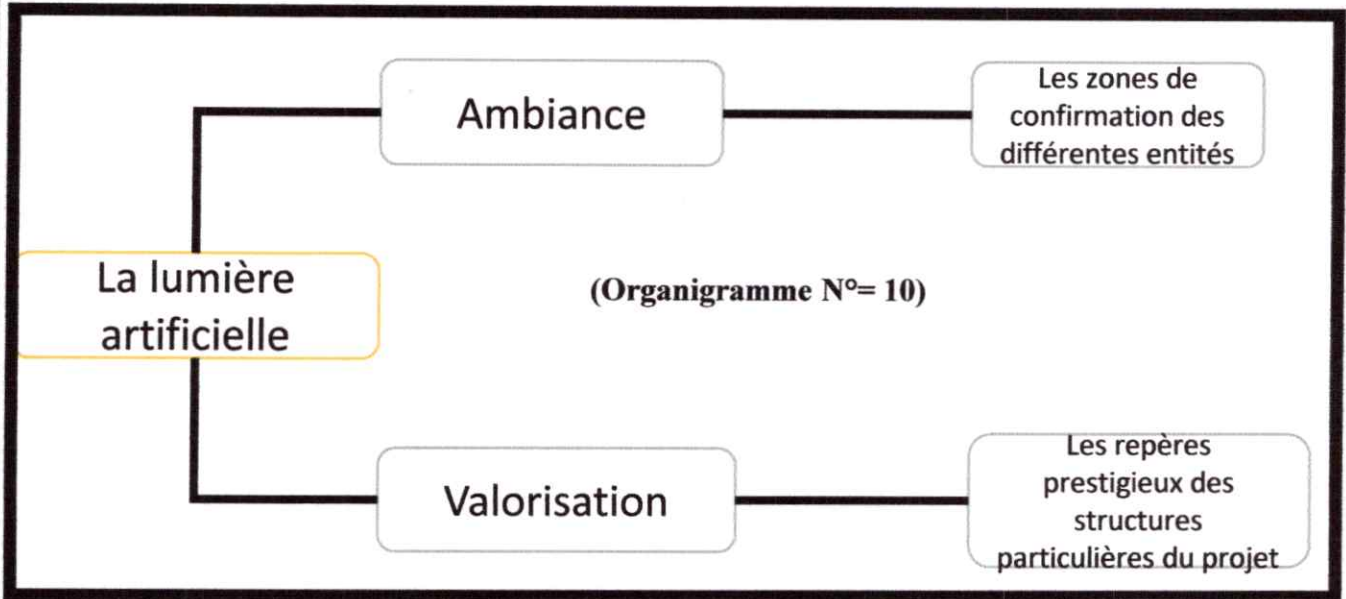 Ambiance
Les zones de
confirmation des
différentes entités
La lumière
artificielle
(Organigramme N°= 10)
Valorisation
Les repères
prestigieux des
structures
particulières du projet